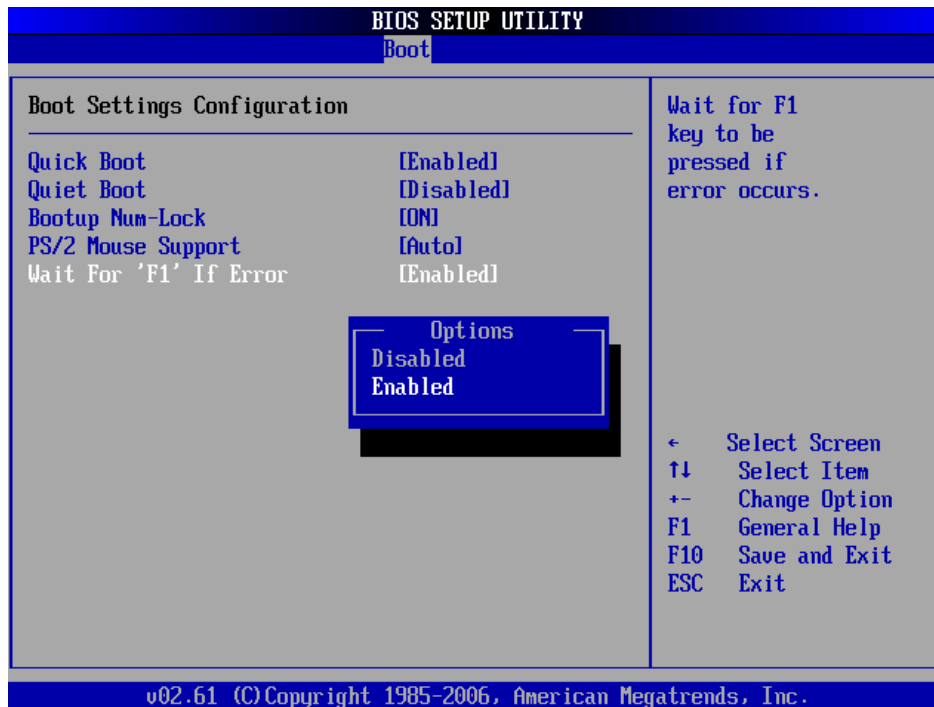 BIOS SETUP UTILITY
Boot
Boot Settings Configuration
Quick Boot [Enabled]
Quiet Boot [Disabled]
Bootup Num-Lock [ON]
PS/2 Mouse Support [Auto]
Wait For 'F1' If Error [Enabled]
Options
Disabled
Enabled
Wait for F1
key to be
pressed if
error occurs.
← Select Screen
↑↓ Select Item
+- Change Option
F1 General Help
F10 Save and Exit
ESC Exit
v02.61 (C)Copyright 1985-2006, American Megatrends, Inc.